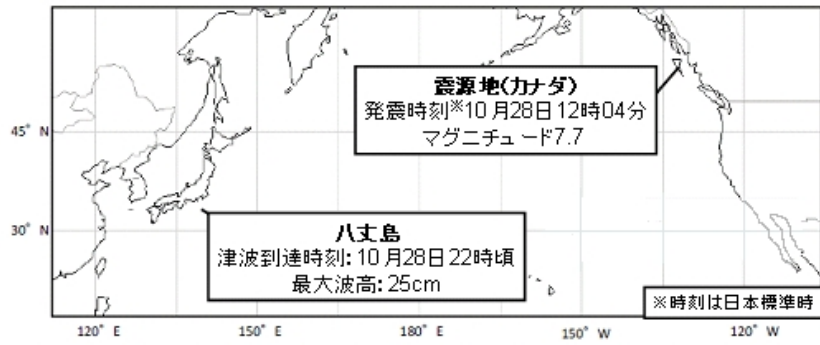 震源地(カナダ)
発震時刻※10月28日12時04分
マグニチュード7.7
45° N
30° N
八丈島
津波到達時刻: 10月28日22時頃
最大波高: 25cm
※時刻は日本標準時
120° E
150° E
180° E
150° W
120° W